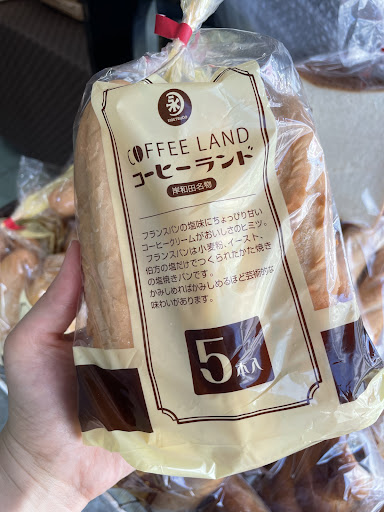 永
COFFEE LAND
コーヒーランド
岸和田名物
フランスパンの塩味にちょっぴり甘い
コーヒークリームがおいしさのヒミツ。
フランスパンは小麦粉、イースト、
伯方の塩だけでつくられたかた焼き
の塩焼きパンです。
かみしめればかみしめるほど芸術的な
味わいがあります。
5本入